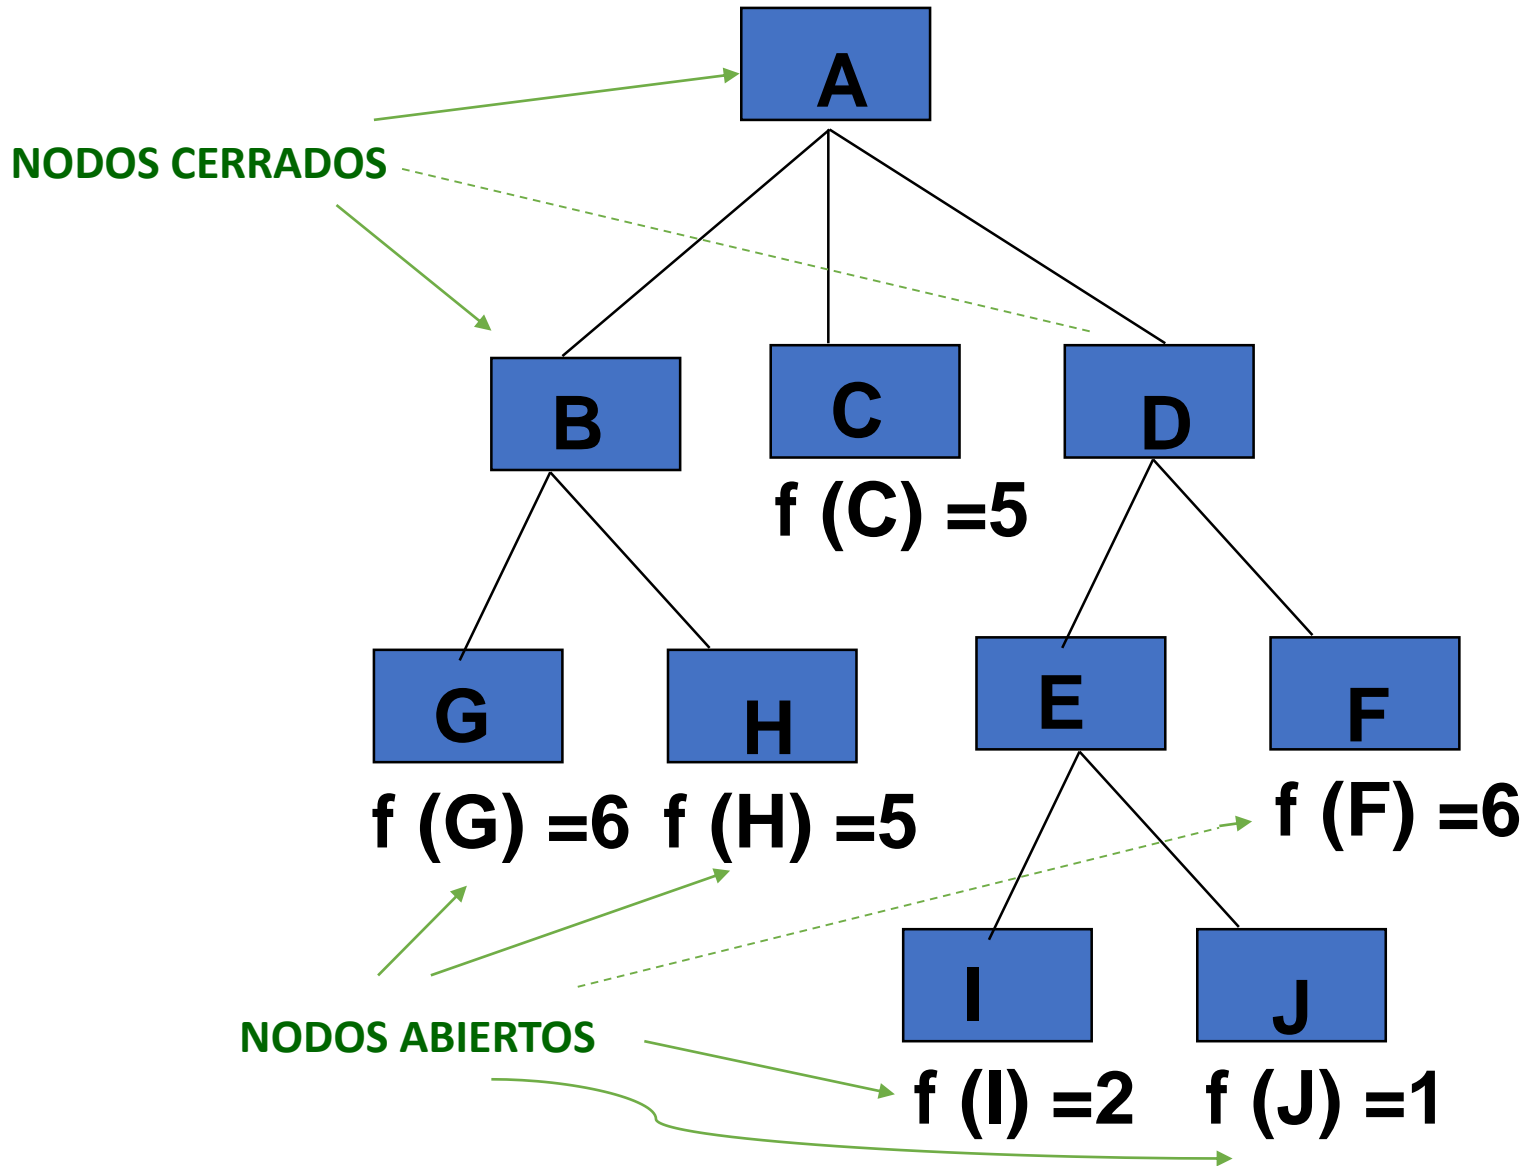 A
NODOS CERRADOS
B
C
D
f (C) =5
G
H
E
F
f (G) =6
f (H) =5
f (F) =6
I
J
NODOS ABIERTOS
f (I) =2
f (J) =1